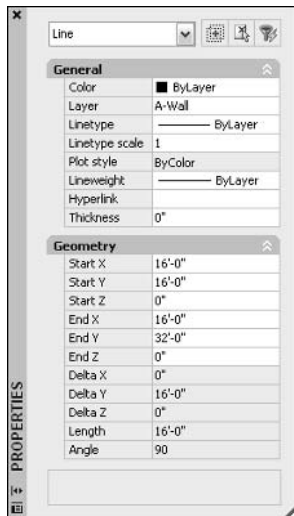 Line
General
Color ByLayer
Layer A-Wall
Linetype ByLayer
Linetype scale 1
Plot style ByColor
Lineweight ByLayer
Hyperlink
Thickness 0"
Geometry
Start X 16'-0"
Start Y 16'-0"
Start Z 0"
End X 16'-0"
End Y 32'-0"
End Z 0"
Delta X 0"
Delta Y 16'-0"
Delta Z 0"
Length 16'-0"
Angle 90
PROPERTIES